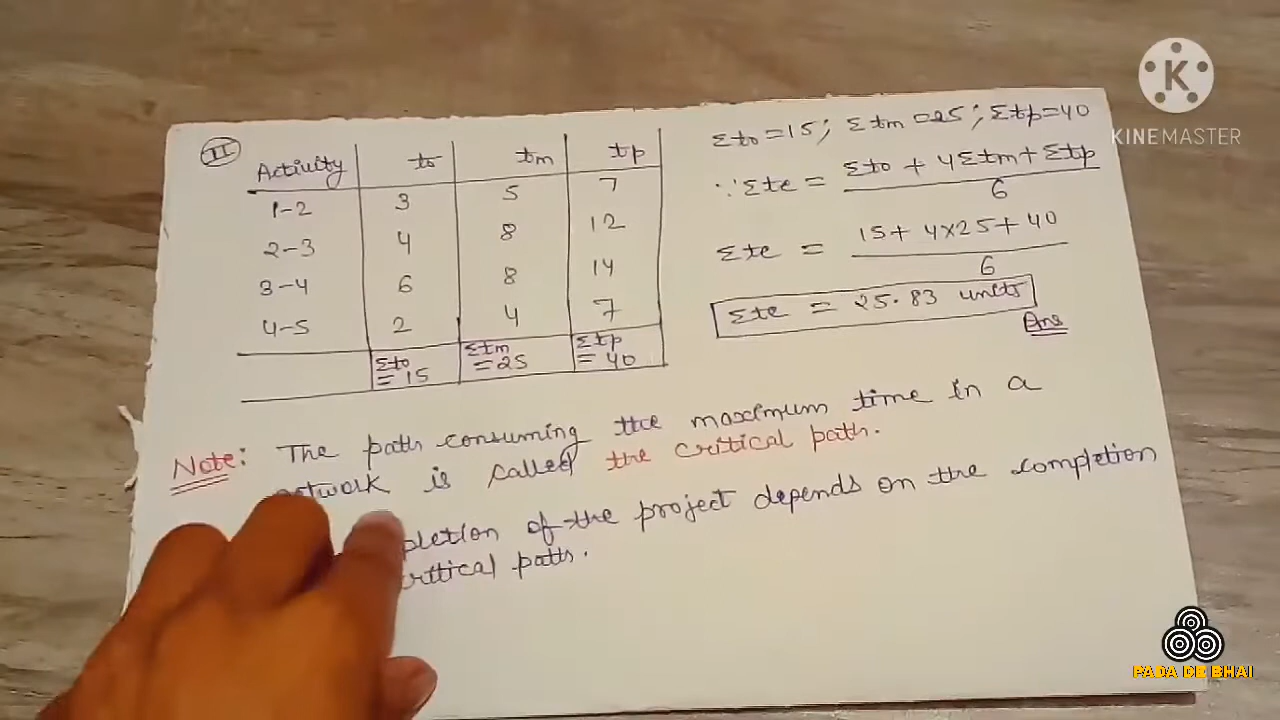 II
Activity to tm tp
1-2 3 5 7
2-3 4 8 12
3-4 6 8 14
4-5 2 4 7
Σto = 15 Σtm = 25 Σtp = 40
Σto = 15; Σtm = 25; Σtp = 40
∵ Σte = Σto + 4Σtm + Σtp / 6
Σte = 15 + 4×25 + 40 / 6
Σte = 25.83 units
Ans
Note: The path consuming the maximum time in a
network is called the critical path.
pletion of the project depends on the completion
critical path.
K
KINEMASTER
PADA DE BHAI